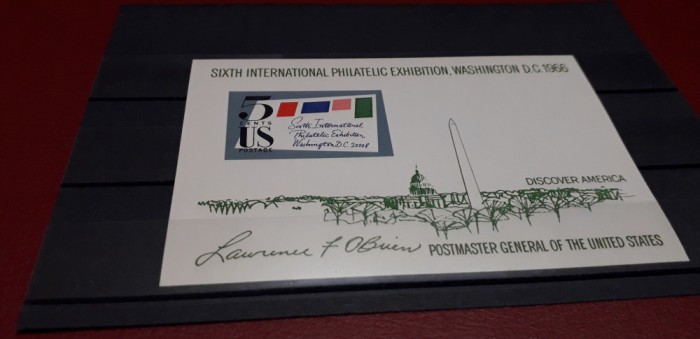 SIXTH INTERNATIONAL PHILATELIC EXHIBITION, WASHINGTON D.C. 1966
5
CENTS
US
POSTAGE
Sixth International
Philatelic Exhibition,
Washington D.C. 20008
DISCOVER AMERICA
Lawrence F O'Brien POSTMASTER GENERAL OF THE UNITED STATES